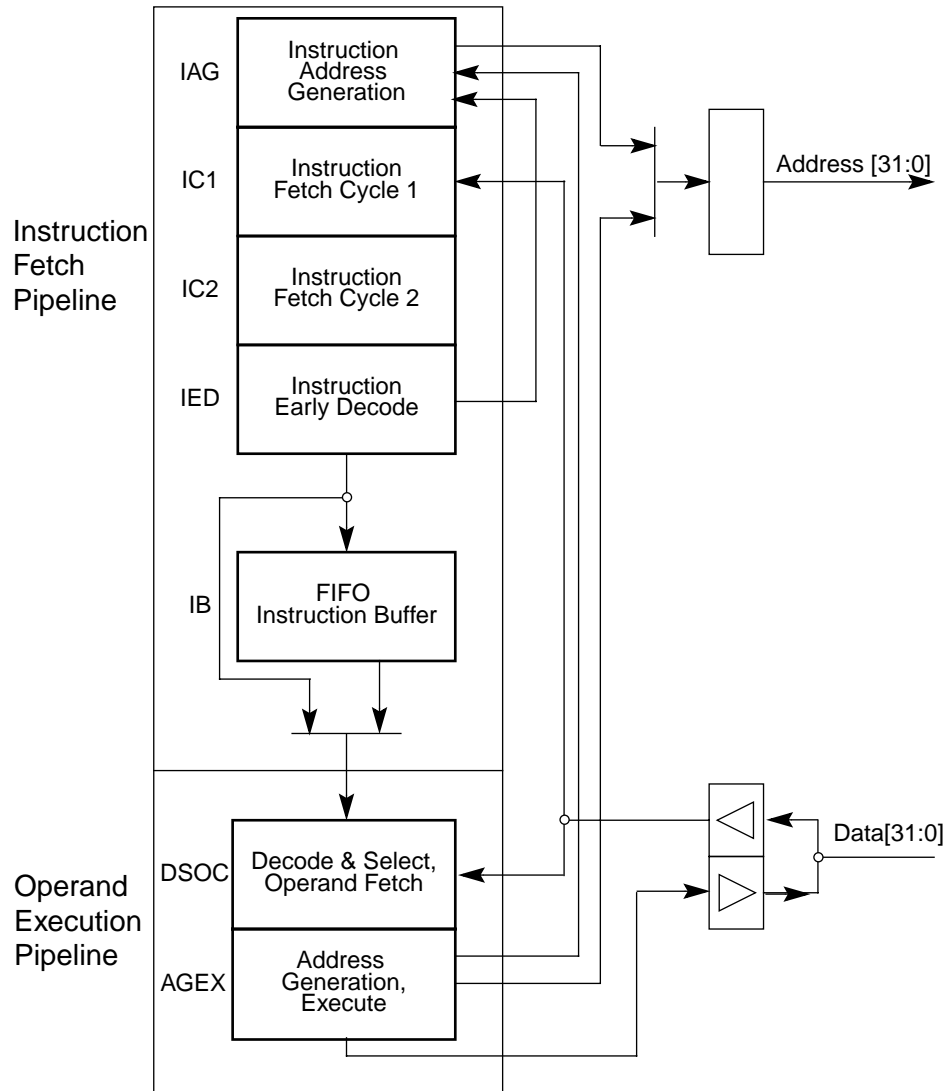 IAG
Instruction
Address
Generation
Address [31:0]
IC1
Instruction
Fetch Cycle 1
Instruction
Fetch
Pipeline
IC2
Instruction
Fetch Cycle 2
IED
Instruction
Early Decode
IB
FIFO
Instruction Buffer
Data[31:0]
DSOC
Decode & Select,
Operand Fetch
Operand
Execution
Pipeline
AGEX
Address
Generation,
Execute